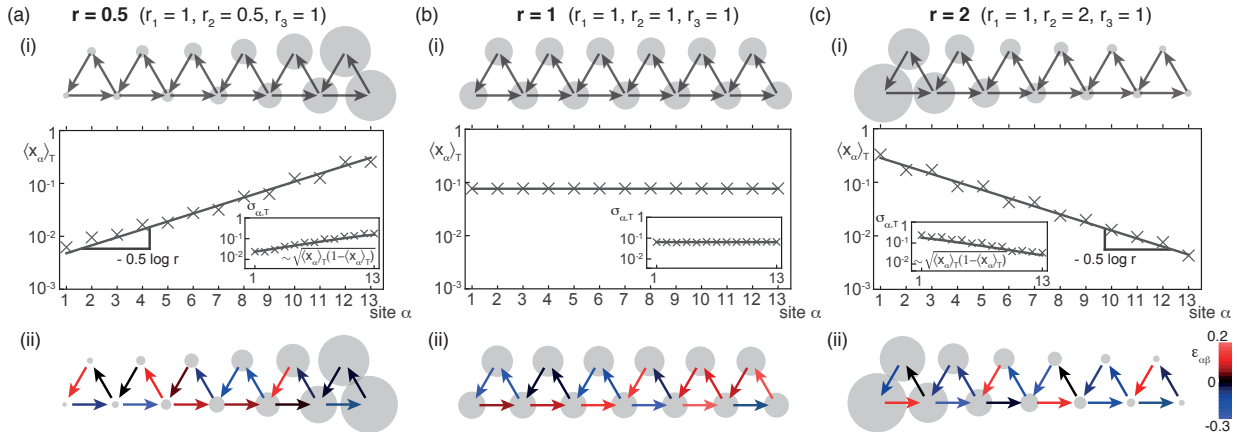 (a) r = 0.5 (r₁ = 1, r₂ = 0.5, r₃ = 1)
(i)
1
⟨xα⟩T
10⁻¹
10⁻²
10⁻³
- 0.5 log r
σα,T
1
10⁻¹
10⁻²
∼√⟨xα⟩T(1−⟨xα⟩T)
1 13
1 2 3 4 5 6 7 8 9 10 11 12 13
site α
(ii)
(b) r = 1 (r₁ = 1, r₂ = 1, r₃ = 1)
(i)
1
⟨xα⟩T
10⁻¹
10⁻²
10⁻³
σα,T
1
10⁻¹
10⁻²
1 13
1 2 3 4 5 6 7 8 9 10 11 12 13
site α
(ii)
(c) r = 2 (r₁ = 1, r₂ = 2, r₃ = 1)
(i)
1
⟨xα⟩T
10⁻¹
10⁻²
10⁻³
σα,T
1
10⁻¹
10⁻²
∼√⟨xα⟩T(1−⟨xα⟩T)
1 13
- 0.5 log r
1 2 3 4 5 6 7 8 9 10 11 12 13
site α
(ii)
0.2
εαβ
0
-0.3